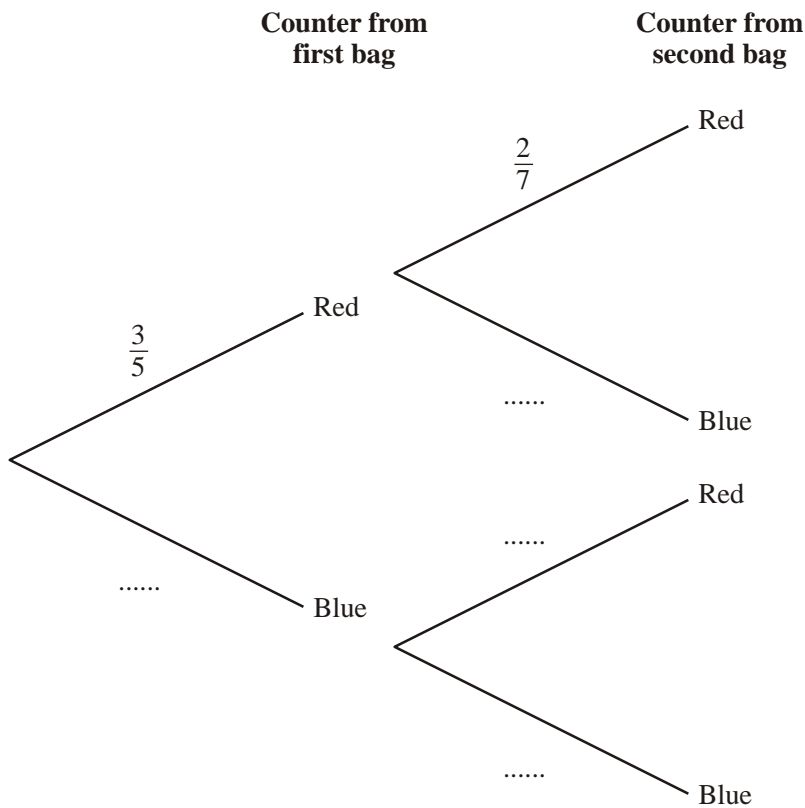 Counter from
first bag
Counter from
second bag
Red
2
7
Red
3
5
......
Blue
Red
......
......
Blue
......
Blue